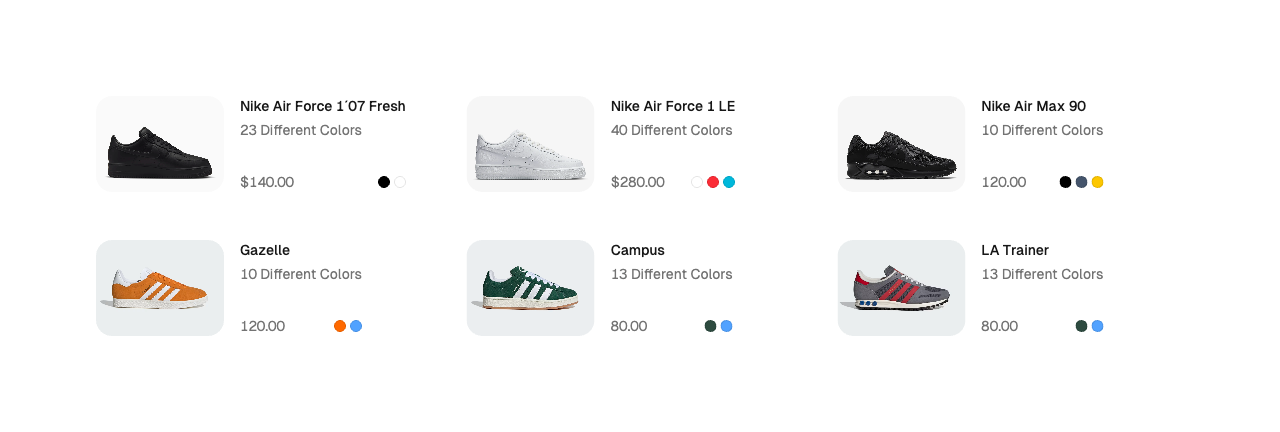 Nike Air Force 1´07 Fresh
23 Different Colors
$140.00
Nike Air Force 1 LE
40 Different Colors
$280.00
Nike Air Max 90
10 Different Colors
120.00
Gazelle
10 Different Colors
120.00
Campus
13 Different Colors
80.00
LA Trainer
13 Different Colors
80.00